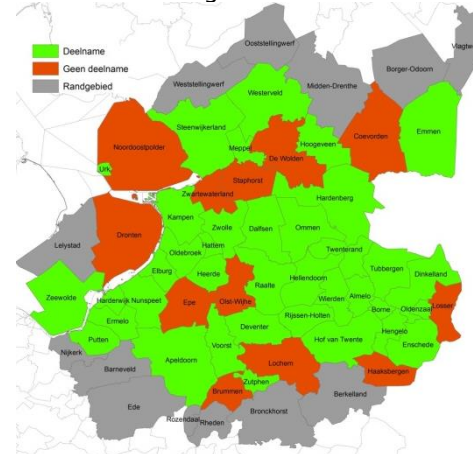 Deelname
Geen deelname
Randgebied
Ooststellingwerf
Vlagtwe
Weststellingwerf
Midden-Drenthe
Borger-Odoorn
Westerveld
Steenwijkerland
Noordoostpolder
Meppel
Hoogeveen
Coevorden
Emmen
De Wolden
Urk
Staphorst
Zwartewaterland
Hardenberg
Kampen
Dronten
Zwolle
Dalfsen
Ommen
Lelystad
Oldebroek
Hattem
Twenterand
Elburg
Heerde
Tubbergen
Dinkelland
Zeewolde
Harderwijk
Nunspeet
Epe
Olst-Wijhe
Raalte
Hellendoorn
Wierden
Almelo
Losser
Ermelo
Rijssen-Holten
Borne
Oldenzaal
Deventer
Hengelo
Putten
Voorst
Hof van Twente
Enschede
Nijkerk
Apeldoorn
Lochem
Barneveld
Haaksbergen
Zutphen
Brummen
Berkelland
Ede
Rozendaal
Rheden
Bronckhorst